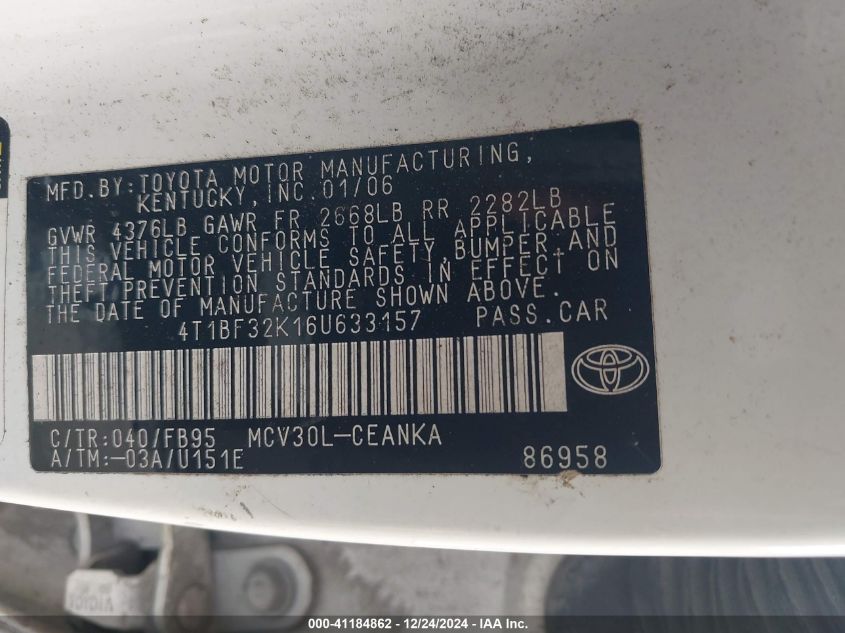 MFD.BY:TOYOTA MOTOR MANUFACTURING,
KENTUCKY,INC.01/06
GVWR 4376LB GAWR FR 2668LB RR 2282LB
THIS VEHICLE CONFORMS TO ALL APPLICABLE
FEDERAL MOTOR VEHICLE SAFETY,BUMPER,AND
THEFT PREVENTION STANDARDS IN EFFECT ON
THE DATE OF MANUFACTURE SHOWN ABOVE.
4T1BF32K16U633157 PASS.CAR
C/TR:040/FB95 MCV30L-CEANKA
A/TM:-03A/U151E 86958
TOYOTA
000-41184862 - 12/24/2024 - IAA Inc.